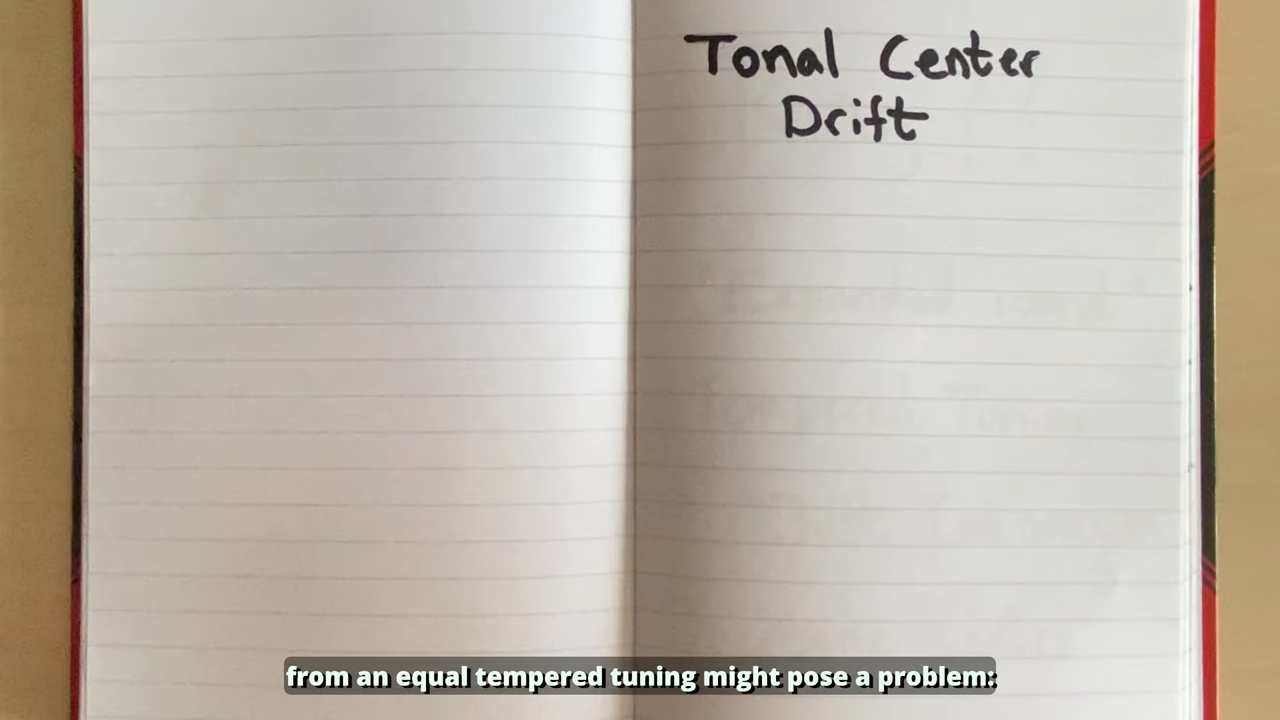 Tonal Center
Drift
from an equal tempered tuning might pose a problem: